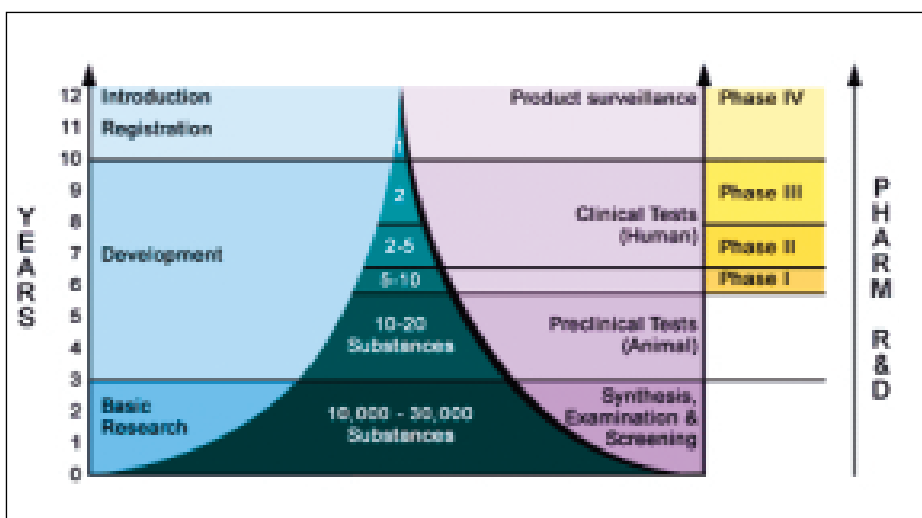 YEARS
12
11
10
9
8
7
6
5
4
3
2
1
0
Introduction
Registration
Development
Basic
Research
1
2
2-5
5-10
10-20
Substances
10,000 - 30,000
Substances
Product surveillance
Clinical Tests
(Human)
Preclinical Tests
(Animal)
Synthesis,
Examination &
Screening
Phase IV
Phase III
Phase II
Phase I
PHARM R&D